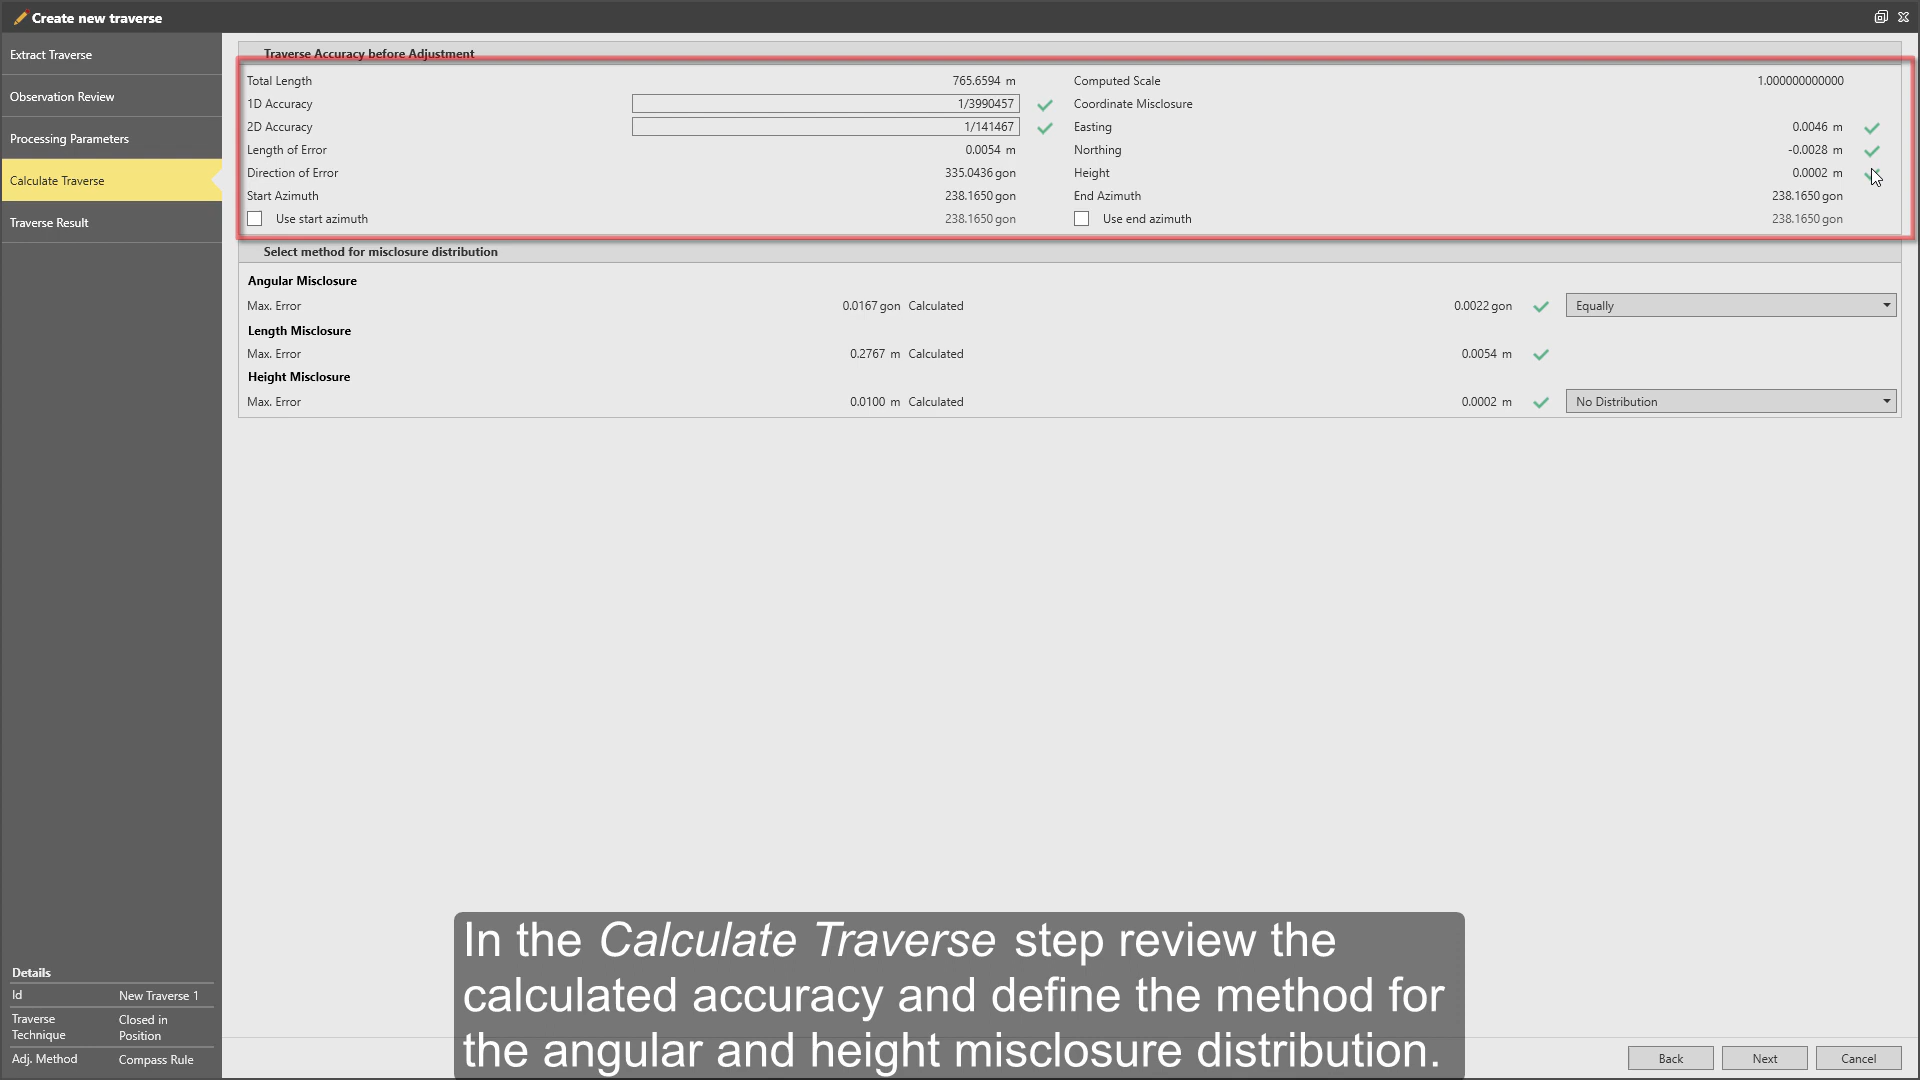 Create new traverse
Extract Traverse
Observation Review
Processing Parameters
Calculate Traverse
Traverse Result
Traverse Accuracy before Adjustment
Total Length 765.6594 m Computed Scale 1.000000000000
1D Accuracy 1/3990457 Coordinate Misclosure
2D Accuracy 1/141467 Easting 0.0046 m
Length of Error 0.0054 m Northing -0.0028 m
Direction of Error 335.0436 gon Height 0.0002 m
Start Azimuth 238.1650 gon End Azimuth 238.1650 gon
Use start azimuth 238.1650 gon Use end azimuth 238.1650 gon
Select method for misclosure distribution
Angular Misclosure
Max. Error 0.0167 gon Calculated 0.0022 gon Equally
Length Misclosure
Max. Error 0.2767 m Calculated 0.0054 m
Height Misclosure
Max. Error 0.0100 m Calculated 0.0002 m No Distribution
Details
Id New Traverse 1
Traverse Technique Closed in Position
Adj. Method Compass Rule
In the Calculate Traverse step review the
calculated accuracy and define the method for
the angular and height misclosure distribution.
Back Next Cancel